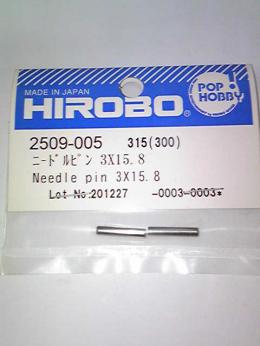 MADE IN JAPAN
HIROBO®
POP HOBBY
2509-005 315(300)
ﾆｰﾄﾞﾙﾋﾟﾝ 3X15.8
Needle pin 3X15.8
Lot No:201227 -0003-0003*